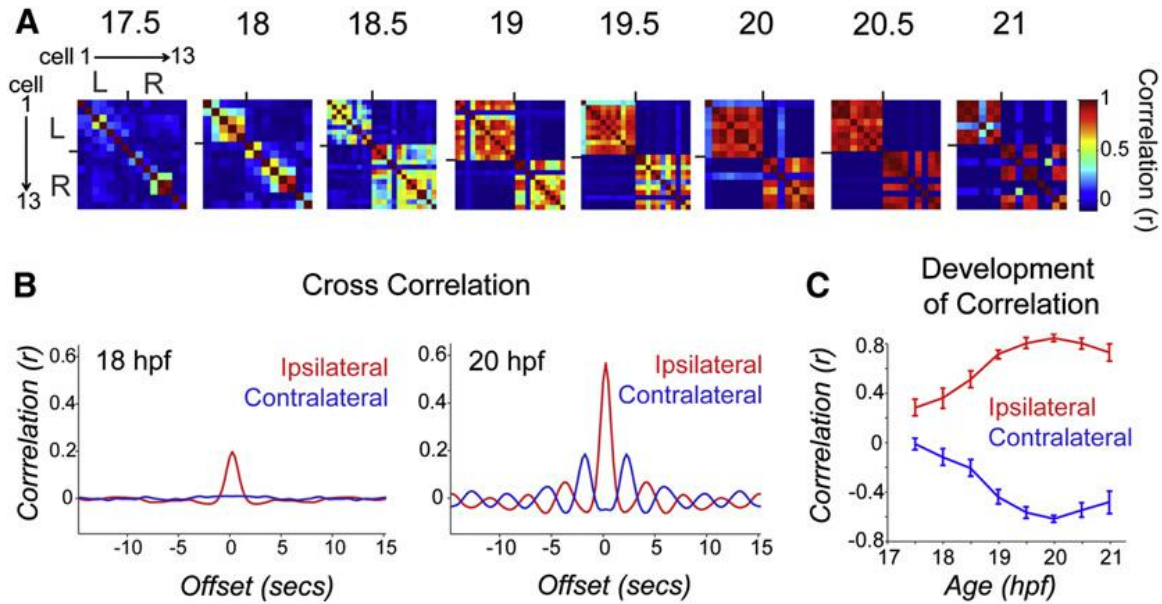 A
17.5 18 18.5 19 19.5 20 20.5 21
cell 1 13
cell L R
1
L
R
13
1
0.5
0
Correlation (r)
B
Cross Correlation
18 hpf
Ipsilateral
Contralateral
0.6
0.4
0.2
0
Corrrelation (r)
-10 -5 0 5 10 15
Offset (secs)
20 hpf
Ipsilateral
Contralateral
0.6
0.4
0.2
0
-10 -5 0 5 10 15
Offset (secs)
C
Development
of Correlation
0.8
0.4
0
-0.4
-0.8
Corrrelation (r)
Ipsilateral
Contralateral
17 18 19 20 21
Age (hpf)